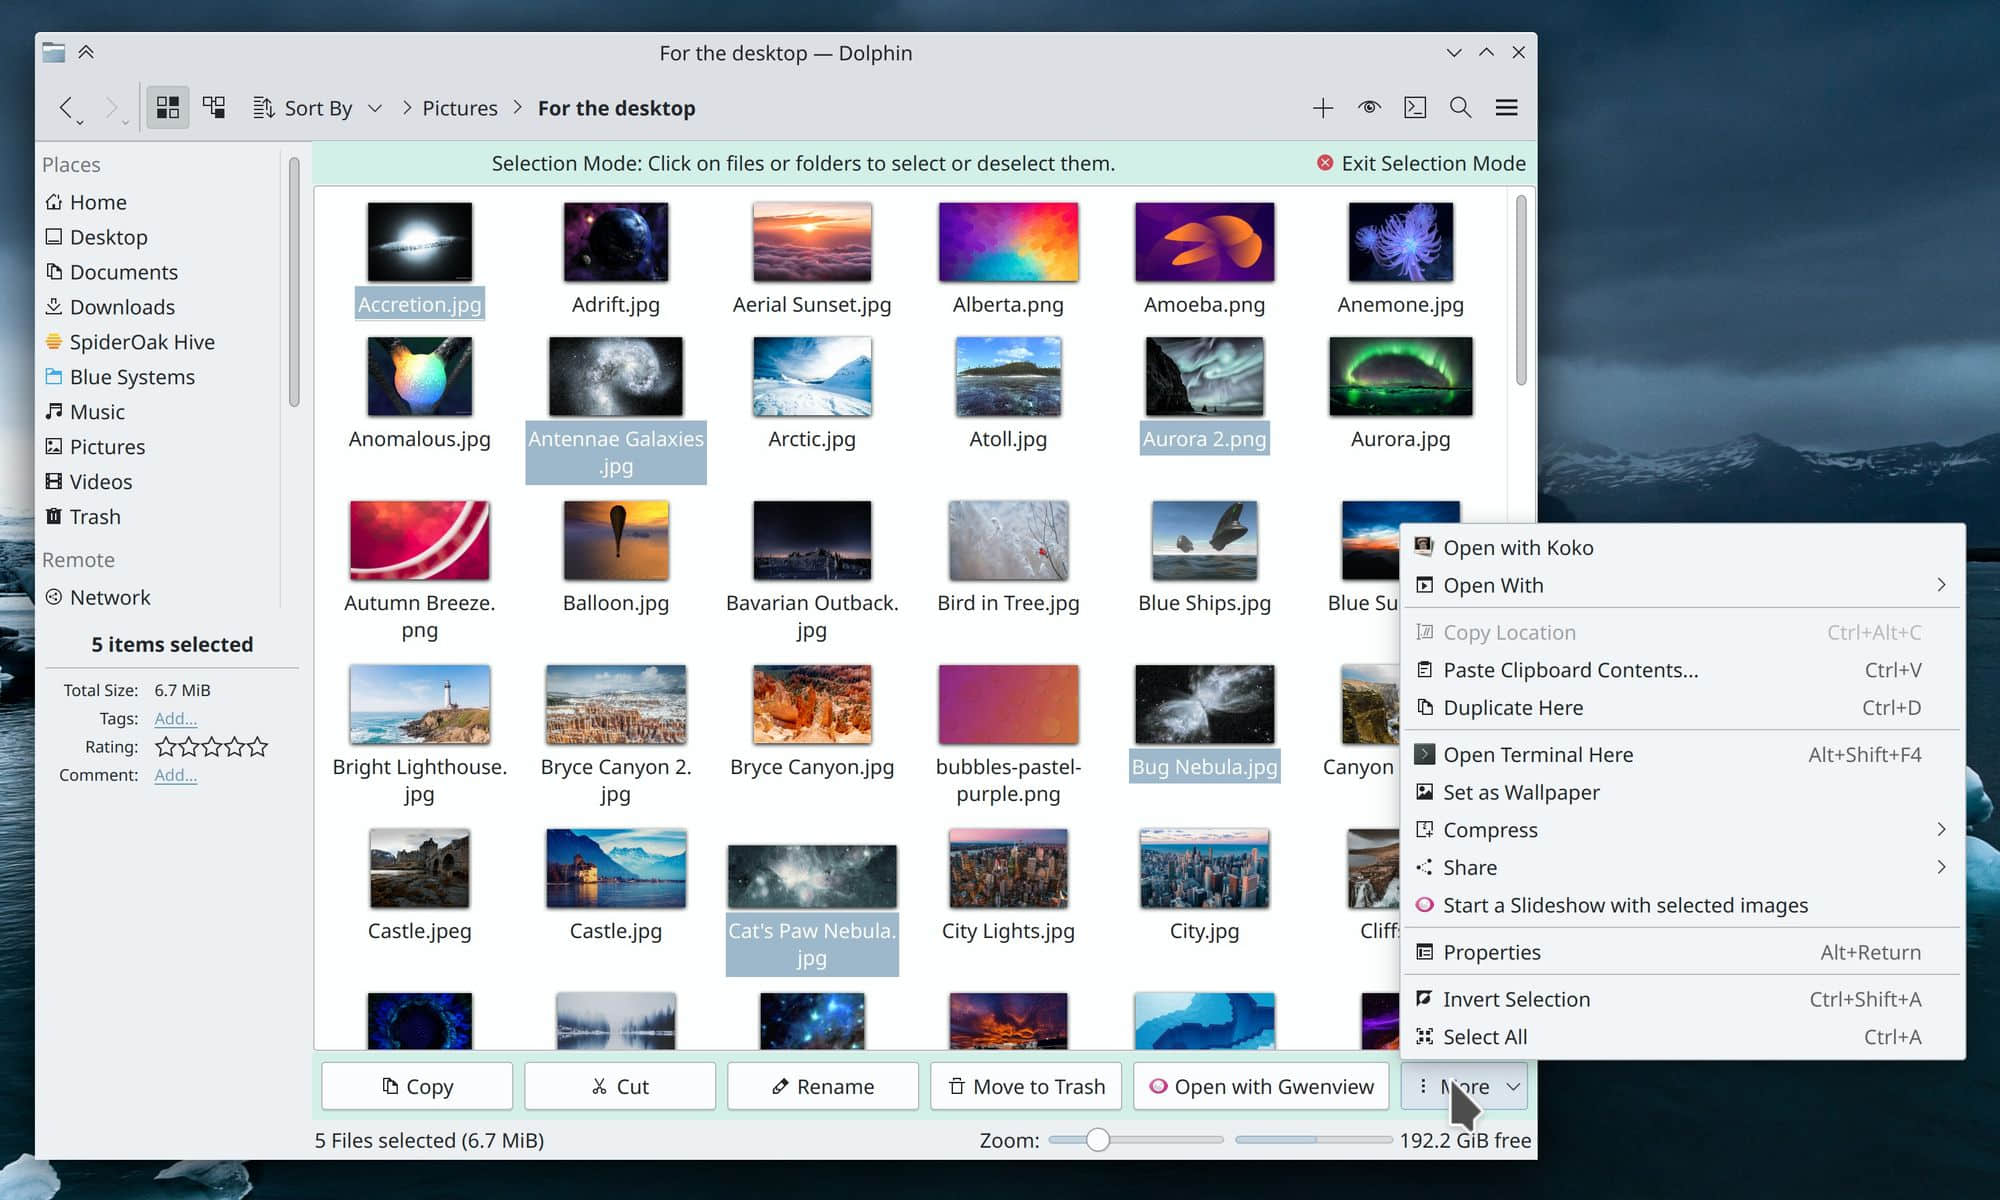 For the desktop — Dolphin
Sort By
Pictures
For the desktop
Places
Home
Desktop
Documents
Downloads
SpiderOak Hive
Blue Systems
Music
Pictures
Videos
Trash
Remote
Network
5 items selected
Total Size: 6.7 MiB
Tags: Add...
Rating:
Comment: Add...
Selection Mode: Click on files or folders to select or deselect them.
Exit Selection Mode
Accretion.jpg
Adrift.jpg
Aerial Sunset.jpg
Alberta.png
Amoeba.png
Anemone.jpg
Anomalous.jpg
Antennae Galaxies
.jpg
Arctic.jpg
Atoll.jpg
Aurora 2.png
Aurora.jpg
Autumn Breeze.
png
Balloon.jpg
Bavarian Outback.
jpg
Bird in Tree.jpg
Blue Ships.jpg
Blue Su
Bright Lighthouse.
jpg
Bryce Canyon 2.
jpg
Bryce Canyon.jpg
bubbles-pastel-
purple.png
Bug Nebula.jpg
Canyon
Castle.jpeg
Castle.jpg
Cat's Paw Nebula.
jpg
City Lights.jpg
City.jpg
Cliff
Open with Koko
Open With
Copy Location Ctrl+Alt+C
Paste Clipboard Contents... Ctrl+V
Duplicate Here Ctrl+D
Open Terminal Here Alt+Shift+F4
Set as Wallpaper
Compress
Share
Start a Slideshow with selected images
Properties Alt+Return
Invert Selection Ctrl+Shift+A
Select All Ctrl+A
Copy
Cut
Rename
Move to Trash
Open with Gwenview
More
5 Files selected (6.7 MiB)
Zoom:
192.2 GiB free